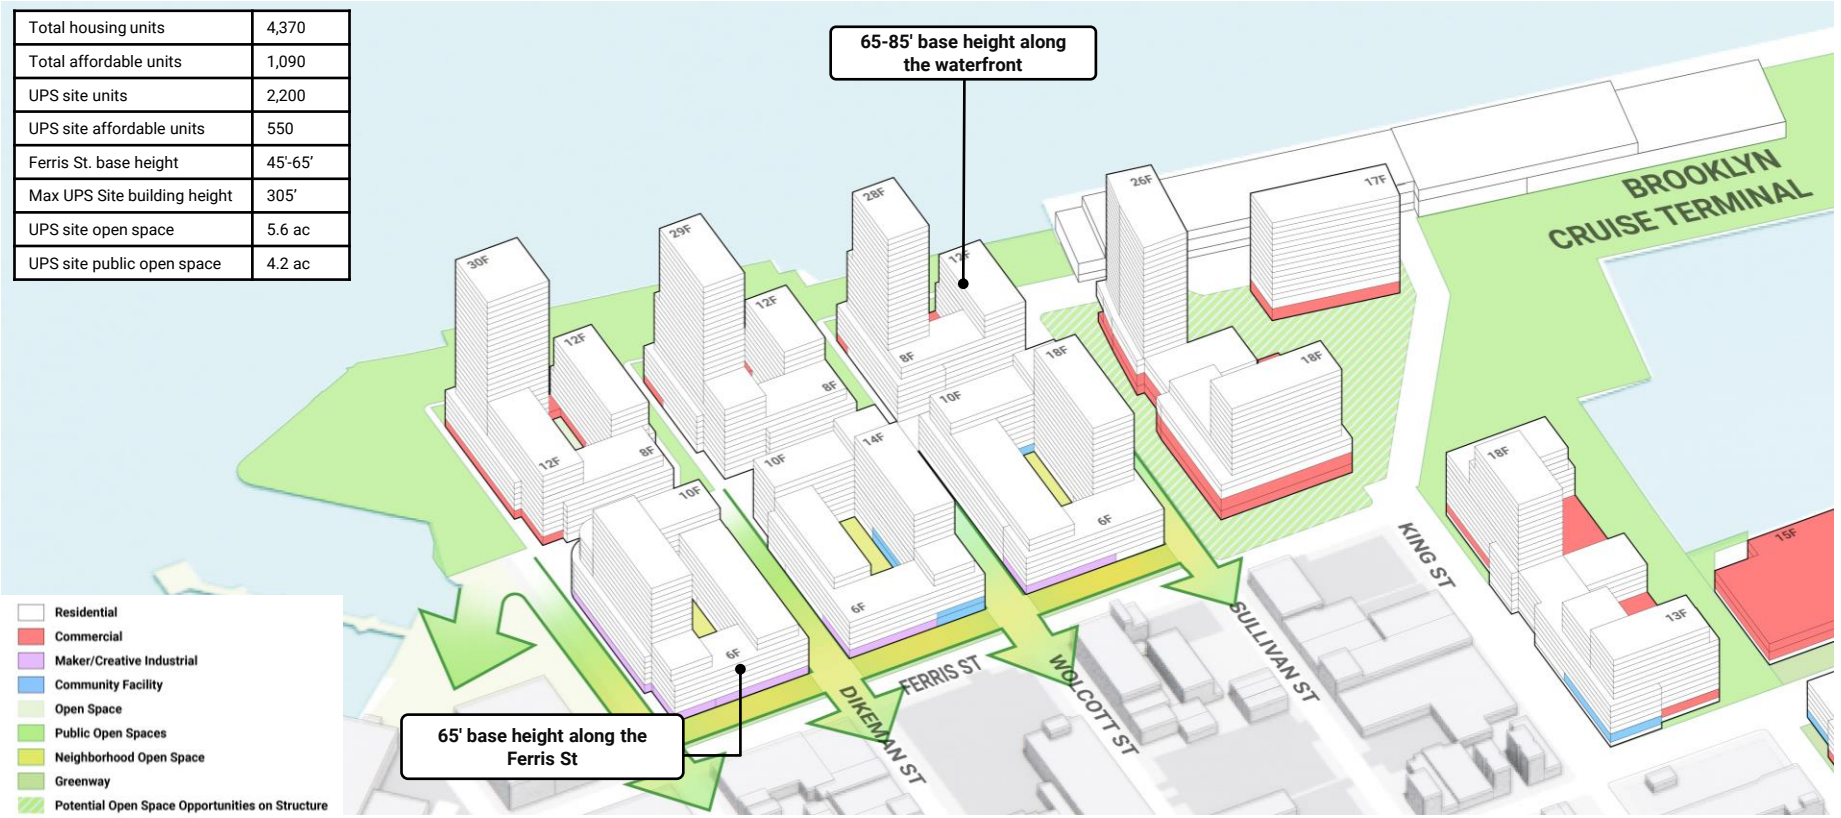 Total housing units 4,370
Total affordable units 1,090
UPS site units 2,200
UPS site affordable units 550
Ferris St. base height 45'-65’
Max UPS Site building height 305’
UPS site open space 5.6 ac
UPS site public open space 4.2 ac
65-85' base height along
the waterfront
BROOKLYN
CRUISE TERMINAL
26F
17F
28F
12F
29F
30F
12F
12F
8F
18F
18F
8F
10F
14F
12F
8F
10F
10F
6F
18F
15F
6F
6F
13F
KING ST
SULLIVAN ST
WOLCOTT ST
FERRIS ST
DIKEMAN ST
65' base height along the
Ferris St
Residential
Commercial
Maker/Creative Industrial
Community Facility
Open Space
Public Open Spaces
Neighborhood Open Space
Greenway
Potential Open Space Opportunities on Structure